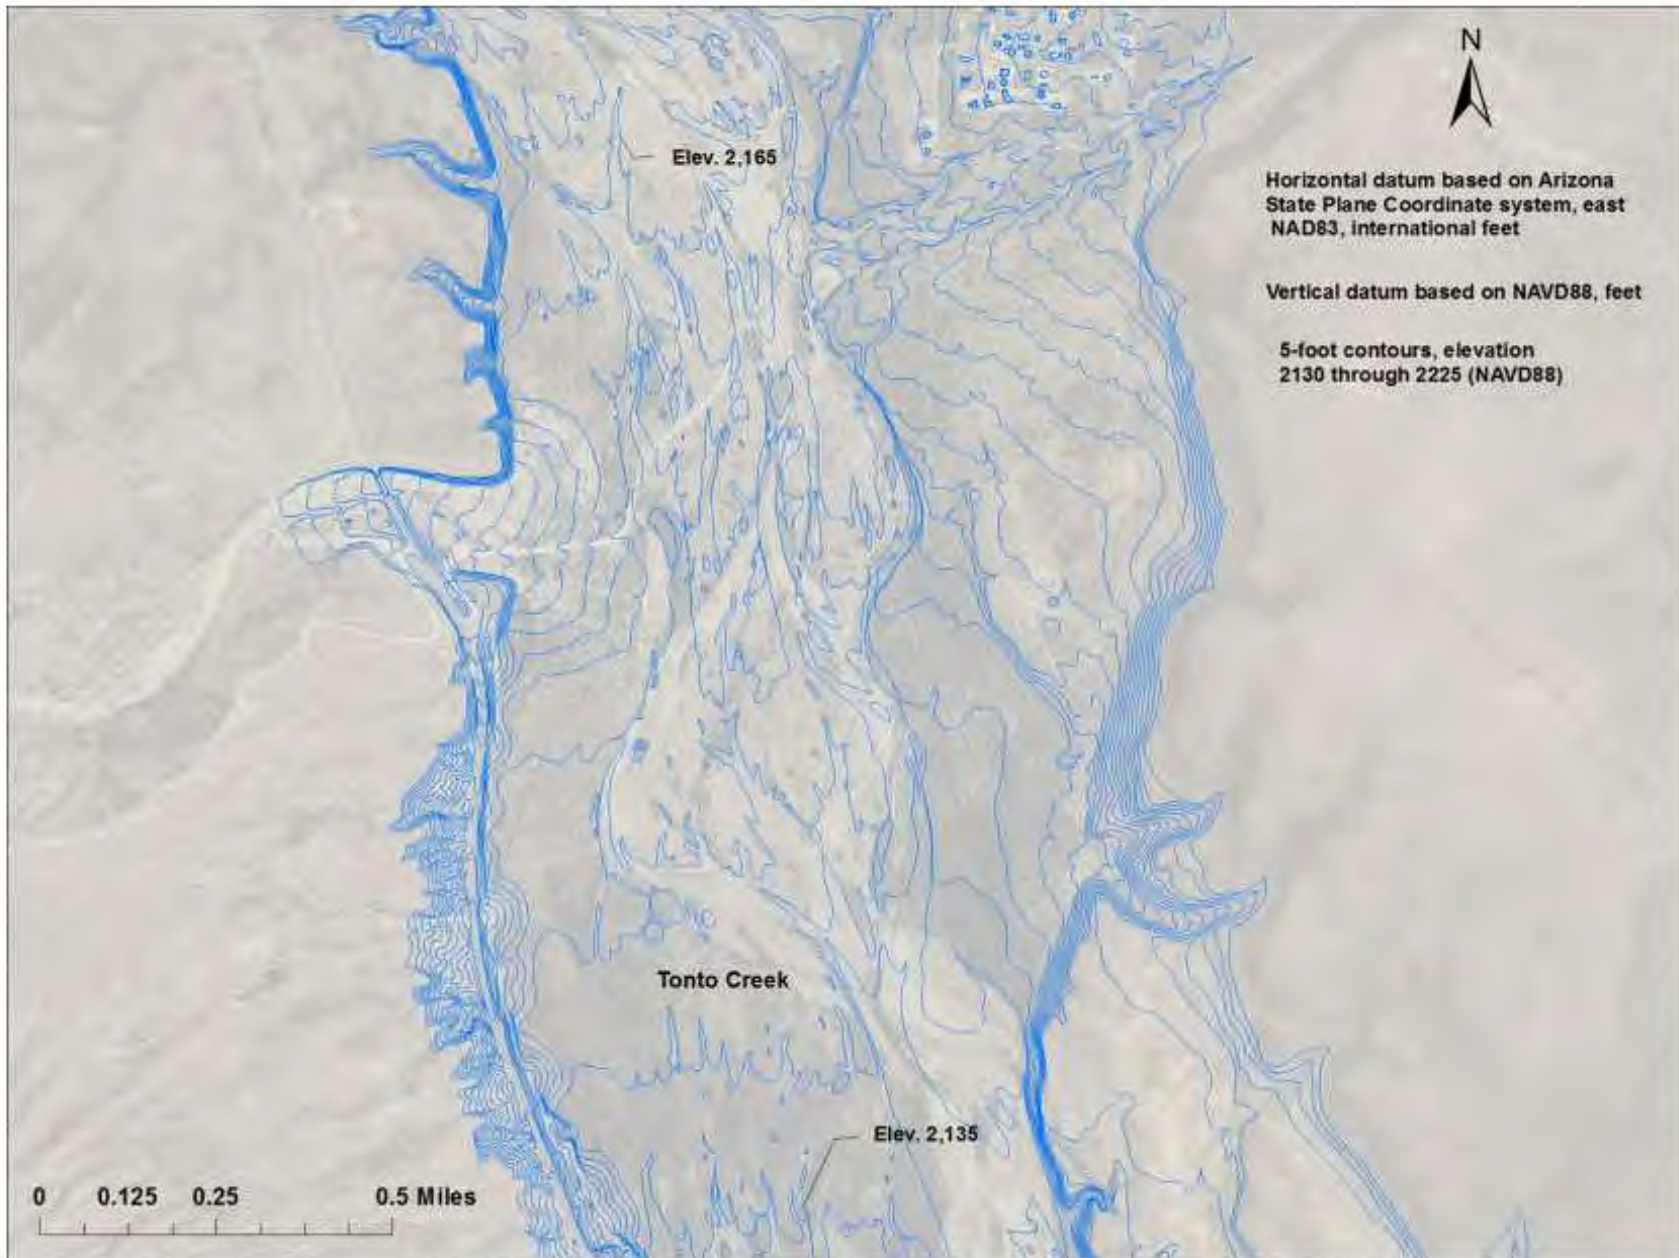 N
Elev. 2,165
Horizontal datum based on Arizona
State Plane Coordinate system, east
NAD83, international feet
Vertical datum based on NAVD88, feet
5-foot contours, elevation
2130 through 2225 (NAVD88)
Tonto Creek
Elev. 2,135
0 0.125 0.25 0.5 Miles